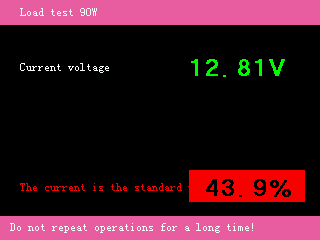 Load test 90W
Current voltage
12.81V
The current is the standard
43.9%
Do not repeat operations for a long time!